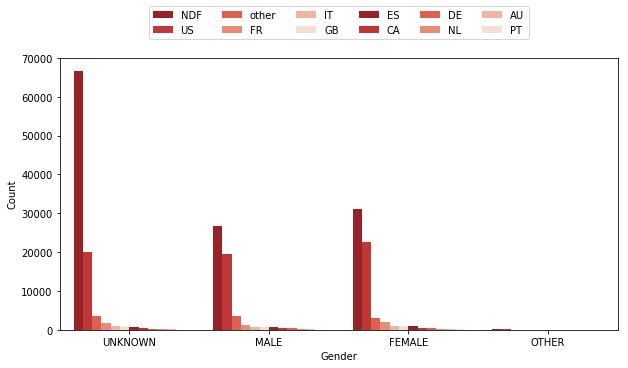 NDF other IT ES DE AU
US FR GB CA NL PT
70000
60000
50000
40000
30000
20000
10000
0
Count
UNKNOWN MALE FEMALE OTHER
Gender